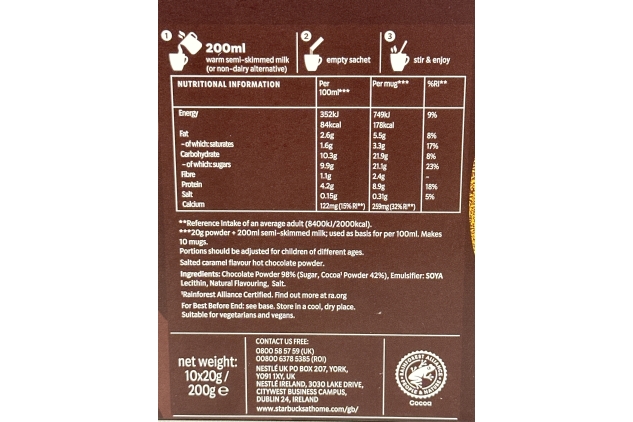 1
200ml
warm semi-skimmed milk
(or non-dairy alternative)
2
empty sachet
3
stir & enjoy
NUTRITIONAL INFORMATION Per 100ml*** Per mug*** %RI**
Energy 352kJ 749kJ 9%
84kcal 178kcal
Fat 2.6g 5.5g 8%
- of which: saturates 1.6g 3.3g 17%
Carbohydrate 10.3g 21.9g 8%
- of which: sugars 9.9g 21.1g 23%
Fibre 1.1g 2.4g -
Protein 4.2g 8.9g 18%
Salt 0.15g 0.31g 5%
Calcium 122mg (15% RI**) 259mg (32% RI**)
**Reference intake of an average adult (8400kJ/2000kcal).
***20g powder + 200ml semi-skimmed milk; used as basis for per 100ml. Makes
10 mugs.
Portions should be adjusted for children of different ages.
Salted caramel flavour hot chocolate powder.
Ingredients: Chocolate Powder 98% (Sugar, Cocoa¹ Powder 42%), Emulsifier: SOYA
Lecithin, Natural Flavouring, Salt.
¹Rainforest Alliance Certified. Find out more at ra.org
For Best Before End: see base. Store in a cool, dry place.
Suitable for vegetarians and vegans.
net weight:
10x20g /
200g e
CONTACT US FREE:
0800 58 57 59 (UK)
00800 6378 5385 (ROI)
NESTLÉ UK PO BOX 207, YORK,
YO91 1XY, UK
NESTLÉ IRELAND, 3030 LAKE DRIVE,
CITYWEST BUSINESS CAMPUS,
DUBLIN 24, IRELAND
www.starbucksathome.com/gb/
RAINFOREST ALLIANCE
PEOPLE & NATURE
Cocoa